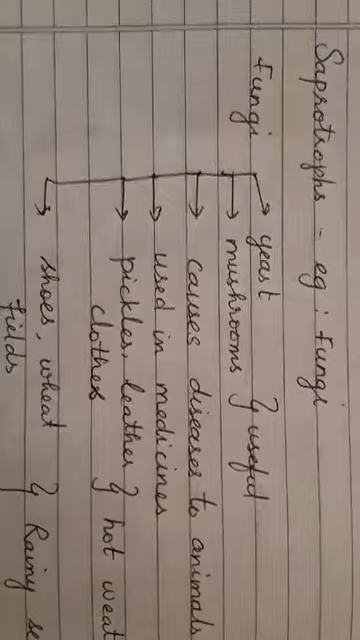 Saprotrophs - eg: Fungi
Fungi
yeast
mushrooms } useful
causes diseases to animals
used in medicines
pickles, leather } hot weat
clothes
shoes, wheat } Rainy se
fields